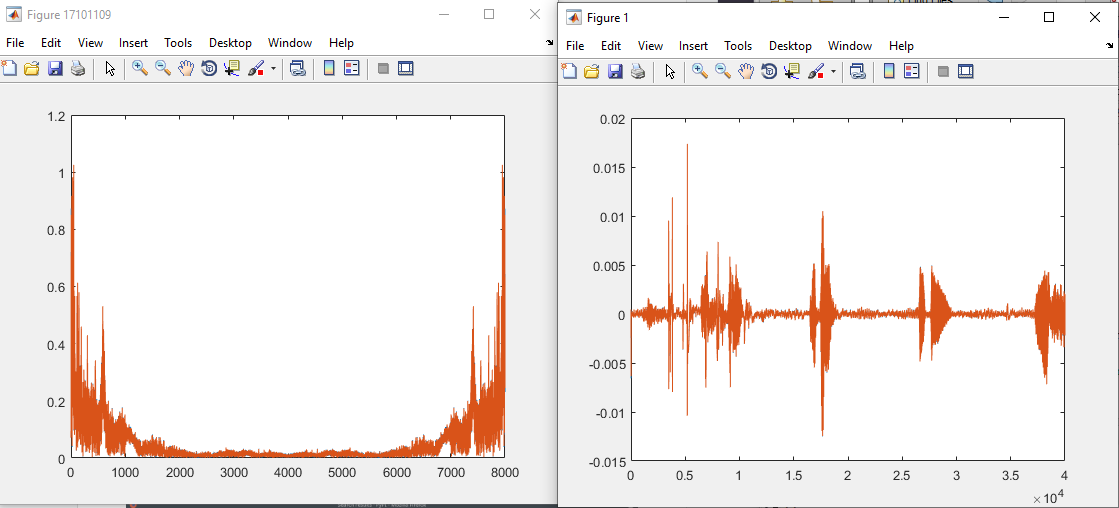 Figure 17101109
File Edit View Insert Tools Desktop Window Help
1.2
1
0.8
0.6
0.4
0.2
0
0 1000 2000 3000 4000 5000 6000 7000 8000
Figure 1
File Edit View Insert Tools Desktop Window Help
0.02
0.015
0.01
0.005
0
-0.005
-0.01
-0.015
0 0.5 1 1.5 2 2.5 3 3.5 4
× 10⁴